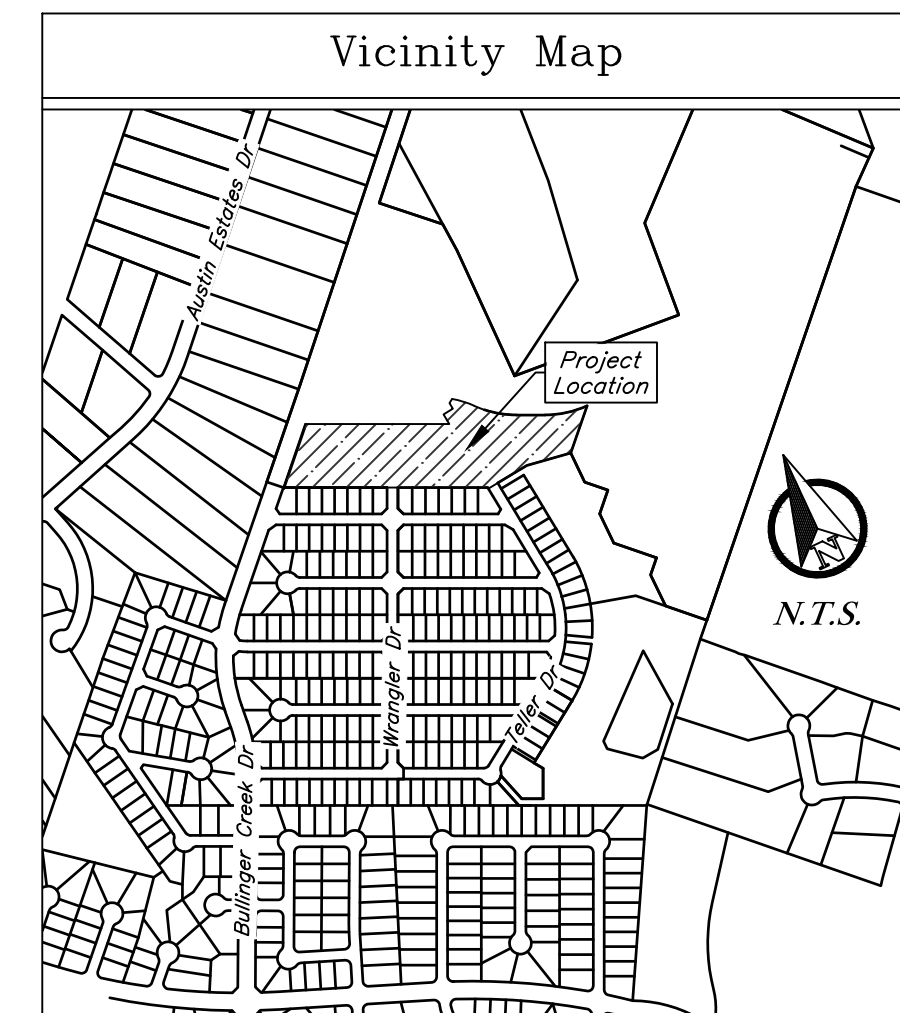 Vicinity Map
Austin Estates Dr
Project
Location
N
N.T.S.
Wrangler Dr
Teller Dr
Bullinger Creek Dr